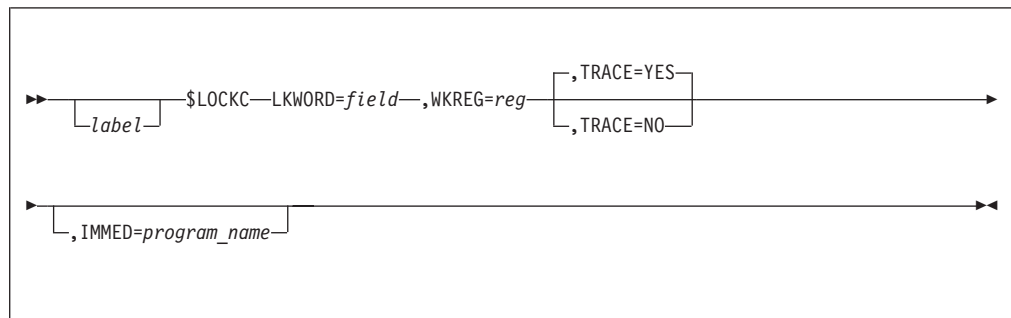 ,TRACE=YES
label $LOCKC LKWORD=field ,WKREG=reg
,TRACE=NO
,IMMED=program_name